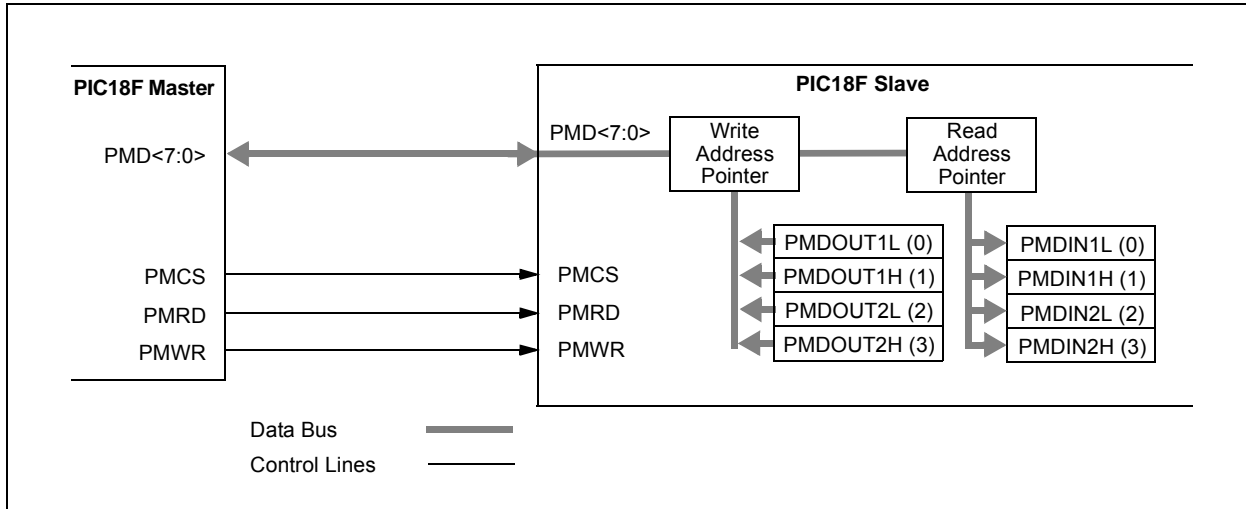 PIC18F Master
PMD<7:0>
PMCS
PMRD
PMWR
PIC18F Slave
PMD<7:0>
Write
Address
Pointer
Read
Address
Pointer
PMCS
PMRD
PMWR
PMDOUT1L (0)
PMDOUT1H (1)
PMDOUT2L (2)
PMDOUT2H (3)
PMDIN1L (0)
PMDIN1H (1)
PMDIN2L (2)
PMDIN2H (3)
Data Bus
Control Lines